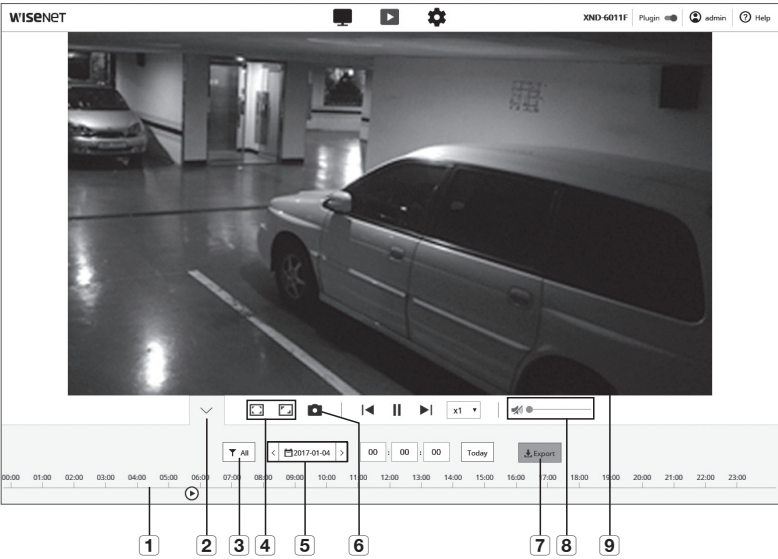 WISENET
XND-6011F Plugin admin ? Help
x1
All
2017-01-04
00 : 00 : 00
Today
Export
00:00 01:00 02:00 03:00 04:00 05:00 06:00 07:00 08:00 09:00 10:00 11:00 12:00 13:00 14:00 15:00 16:00 17:00 18:00 19:00 20:00 21:00 22:00 23:00
1 2 3 4 5 6 7 8 9